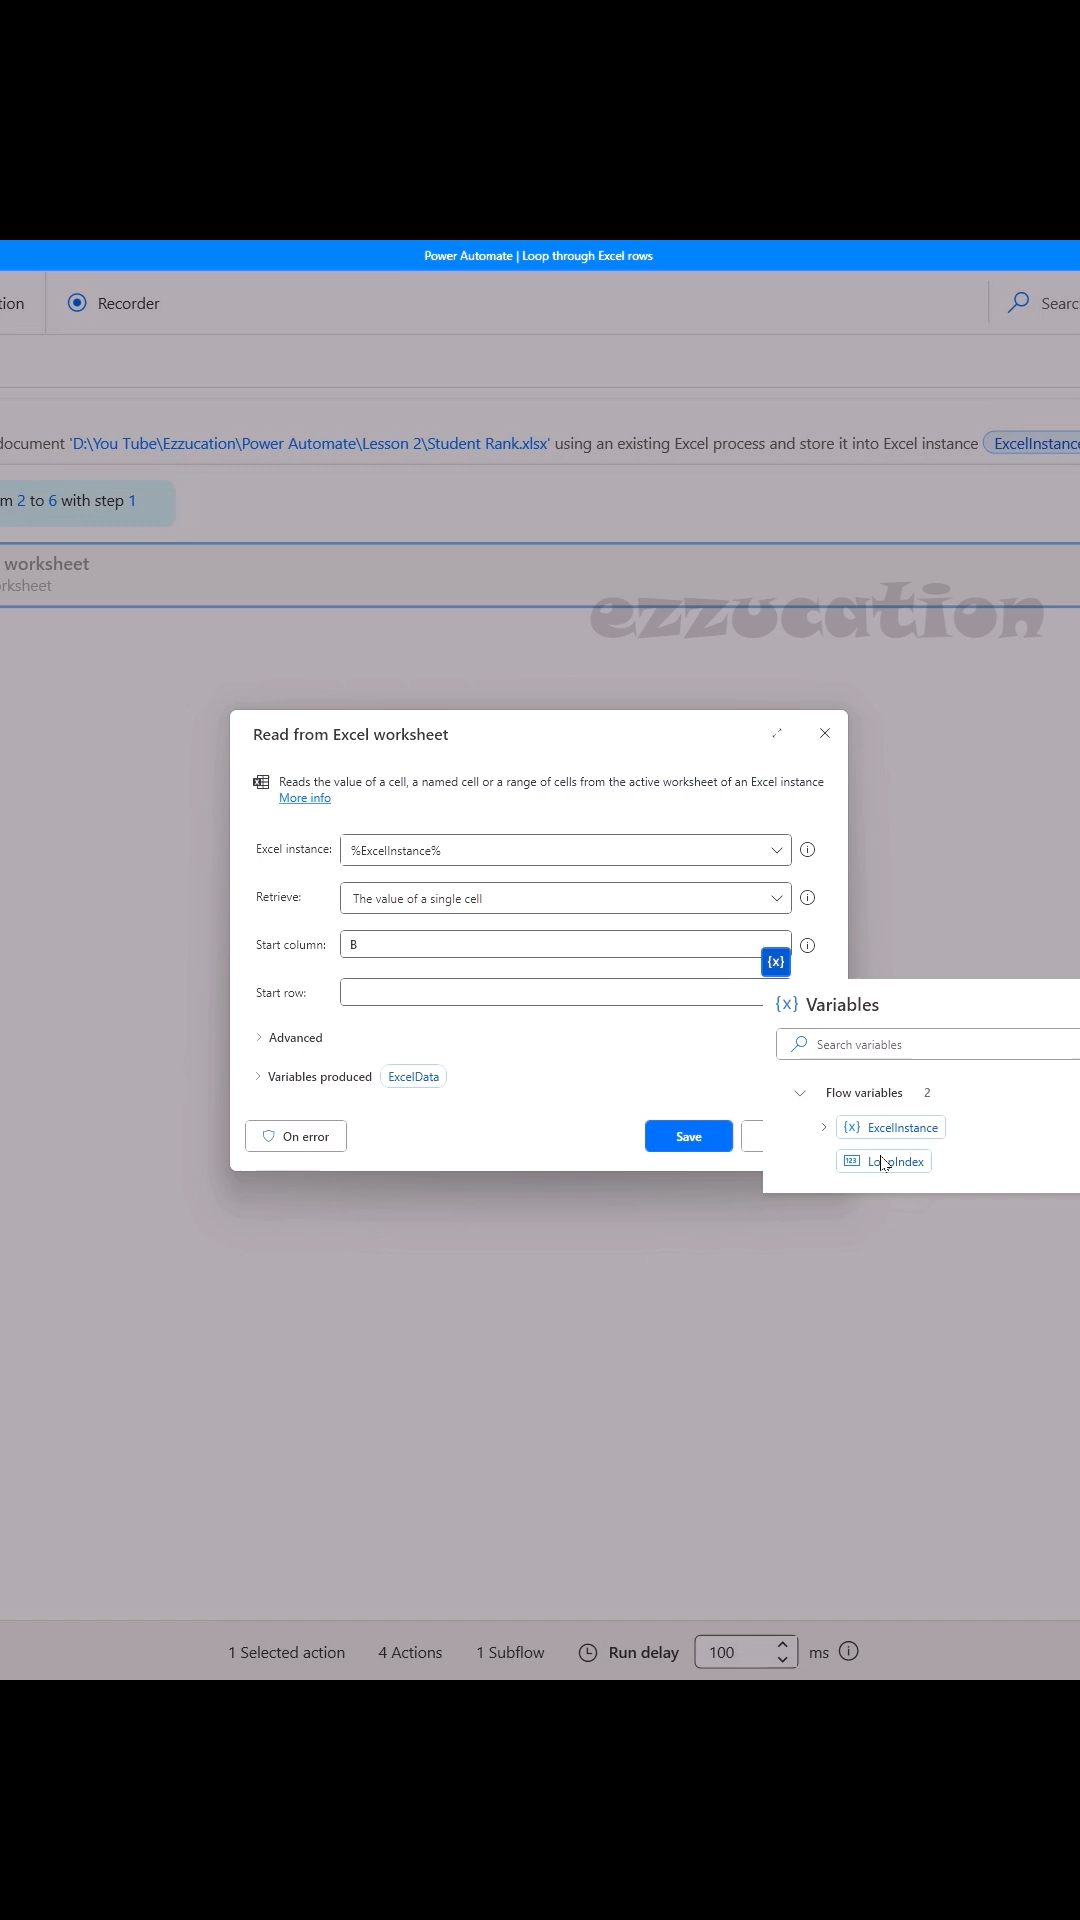 Power Automate | Loop through Excel rows
tion
Recorder
Searc
document 'D:\You Tube\Ezzucation\Power Automate\Lesson 2\Student Rank.xlsx' using an existing Excel process and store it into Excel instance ExcelInstance
m 2 to 6 with step 1
worksheet
orksheet
ezzucation
Read from Excel worksheet
Reads the value of a cell, a named cell or a range of cells from the active worksheet of an Excel instance
More info
Excel instance: %ExcelInstance%
Retrieve: The value of a single cell
Start column: B
{x}
Start row:
{x} Variables
Search variables
Advanced
Variables produced ExcelData
Flow variables 2
{x} ExcelInstance
On error
Save
123 LoopIndex
1 Selected action 4 Actions 1 Subflow Run delay 100 ms